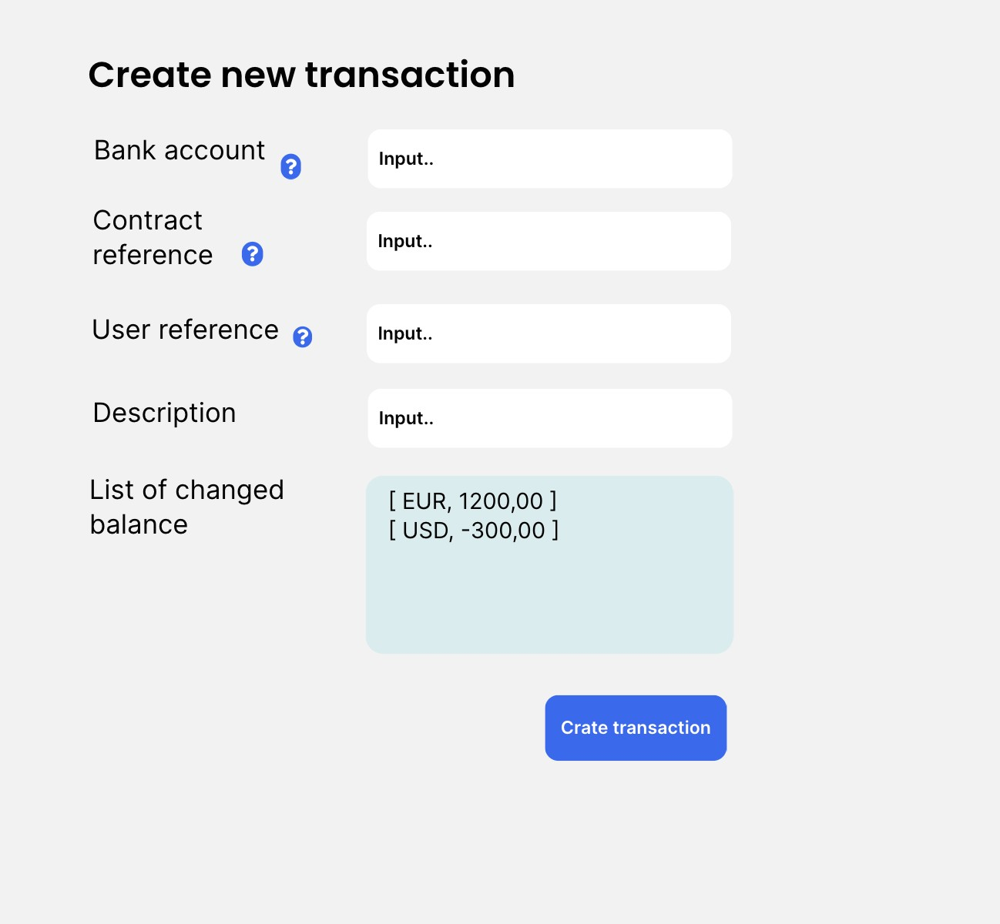 Create new transaction
Bank account ?
Input..
Contract
reference ?
Input..
User reference ?
Input..
Description
Input..
List of changed
balance
[ EUR, 1200,00 ]
[ USD, -300,00 ]
Crate transaction